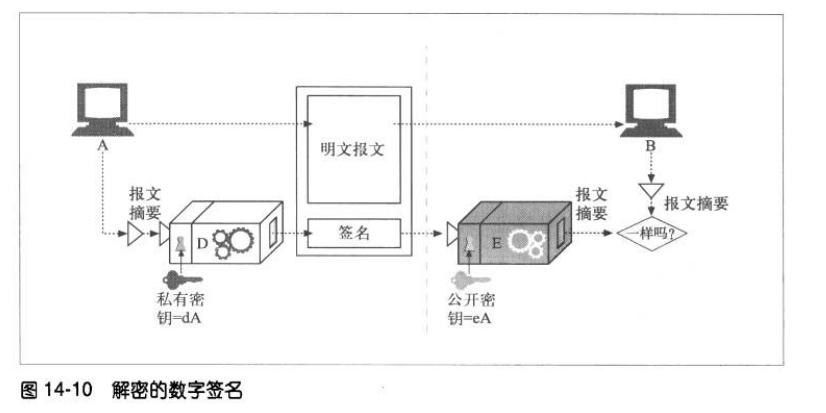 A
报文
摘要
D
私有密
钥=dA
明文报文
签名
E
公开密
钥=eA
报文
摘要
B
报文摘要
一样吗?
图 14-10 解密的数字签名